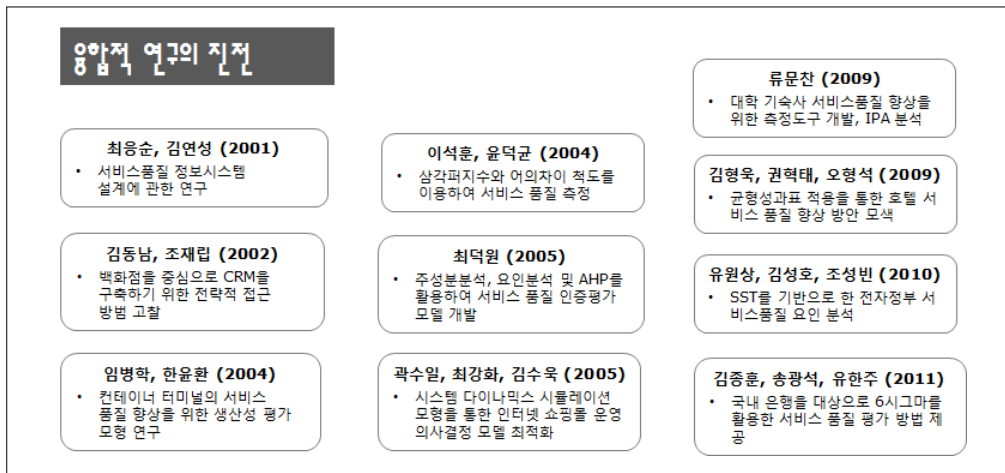 융합적 연구의 진전
최응순, 김연성 (2001)
• 서비스품질 정보시스템
설계에 관한 연구
김동남, 조재립 (2002)
• 백화점을 중심으로 CRM을
구축하기 위한 전략적 접근
방법 고찰
임병학, 한윤환 (2004)
• 컨테이너 터미널의 서비스
품질 향상을 위한 생산성 평가
모형 연구
이석훈, 윤덕균 (2004)
• 삼각퍼지수와 어의차이 척도를
이용하여 서비스 품질 측정
최덕원 (2005)
• 주성분분석, 요인분석 및 AHP를
활용하여 서비스 품질 인증평가
모델 개발
곽수일, 최강화, 김수욱 (2005)
• 시스템 다이나믹스 시뮬레이션
모형을 통한 인터넷 쇼핑몰 운영
의사결정 모델 최적화
류문찬 (2009)
• 대학 기숙사 서비스품질 향상을
위한 측정도구 개발, IPA 분석
김형욱, 권혁태, 오형석 (2009)
• 균형성과표 적용을 통한 호텔 서
비스 품질 향상 방안 모색
유원상, 김성호, 조성빈 (2010)
• SST를 기반으로 한 전자정부 서
비스품질 요인 분석
김종훈, 송광석, 유한주 (2011)
• 국내 은행을 대상으로 6시그마를
활용한 서비스 품질 평가 방법 제
공